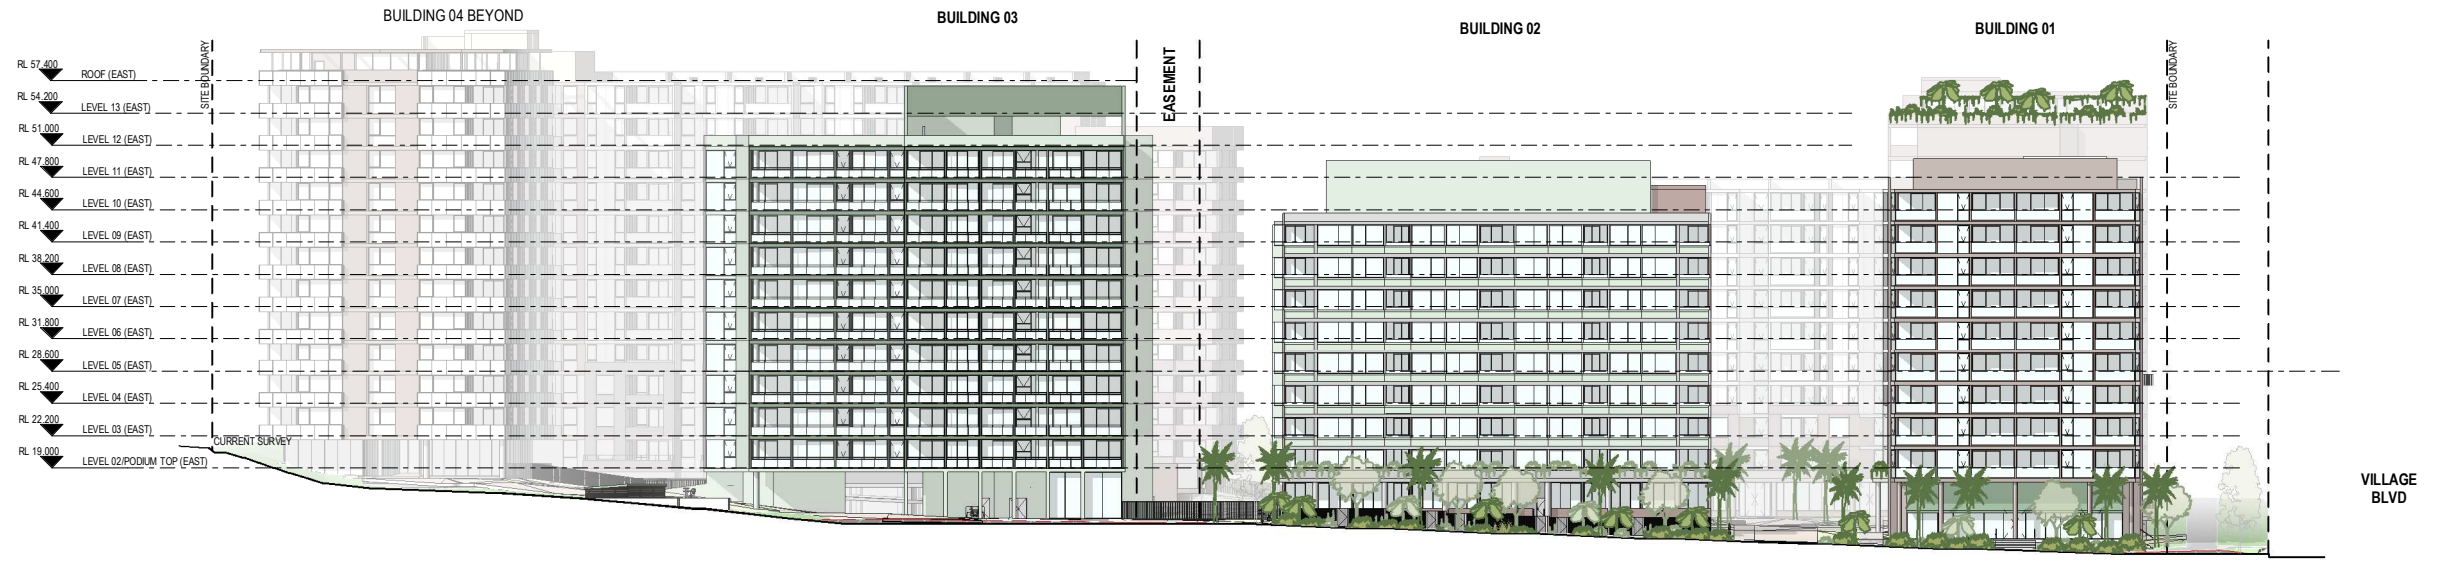 BUILDING 04 BEYOND
BUILDING 03
BUILDING 02
BUILDING 01
SITE BOUNDARY
EASEMENT
SITE BOUNDARY
RL 57.400
ROOF (EAST)
RL 54.200
LEVEL 13 (EAST)
RL 51.000
LEVEL 12 (EAST)
RL 47.800
LEVEL 11 (EAST)
RL 44.600
LEVEL 10 (EAST)
RL 41.400
LEVEL 09 (EAST)
RL 38.200
LEVEL 08 (EAST)
RL 35.000
LEVEL 07 (EAST)
RL 31.800
LEVEL 06 (EAST)
RL 28.600
LEVEL 05 (EAST)
RL 25.400
LEVEL 04 (EAST)
RL 22.200
LEVEL 03 (EAST)
CURRENT SURVEY
RL 19.000
LEVEL 02/PODIUM TOP (EAST)
VILLAGE
BLVD